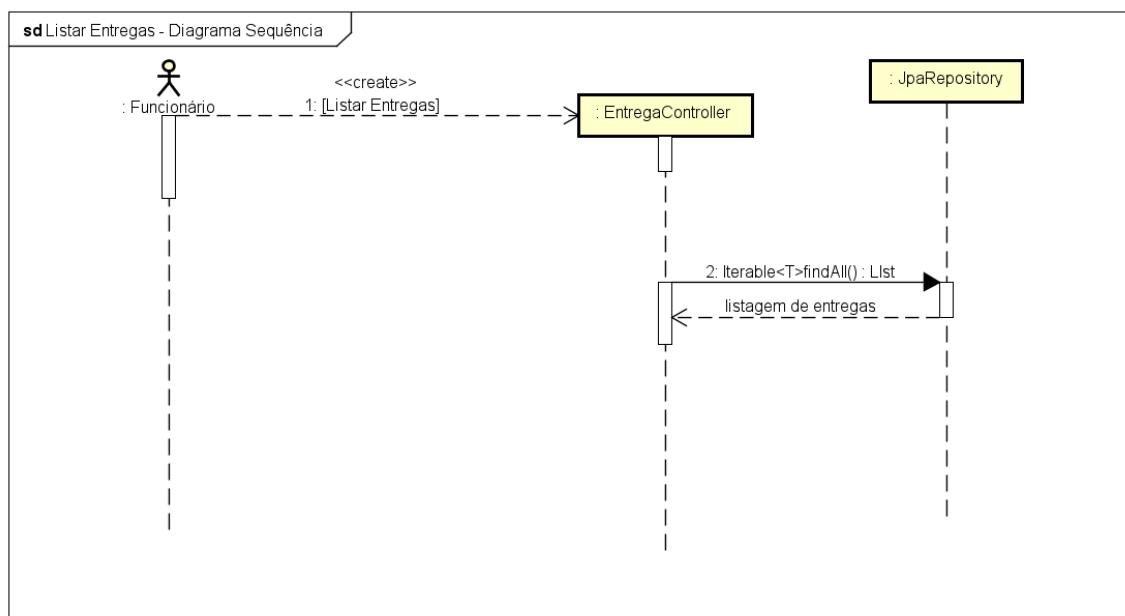 sd Listar Entregas - Diagrama Sequência
: Funcionário
<<create>>
1: [Listar Entregas]
: EntregaController
: JpaRepository
2: Iterable<T>findAll() : LIst
listagem de entregas